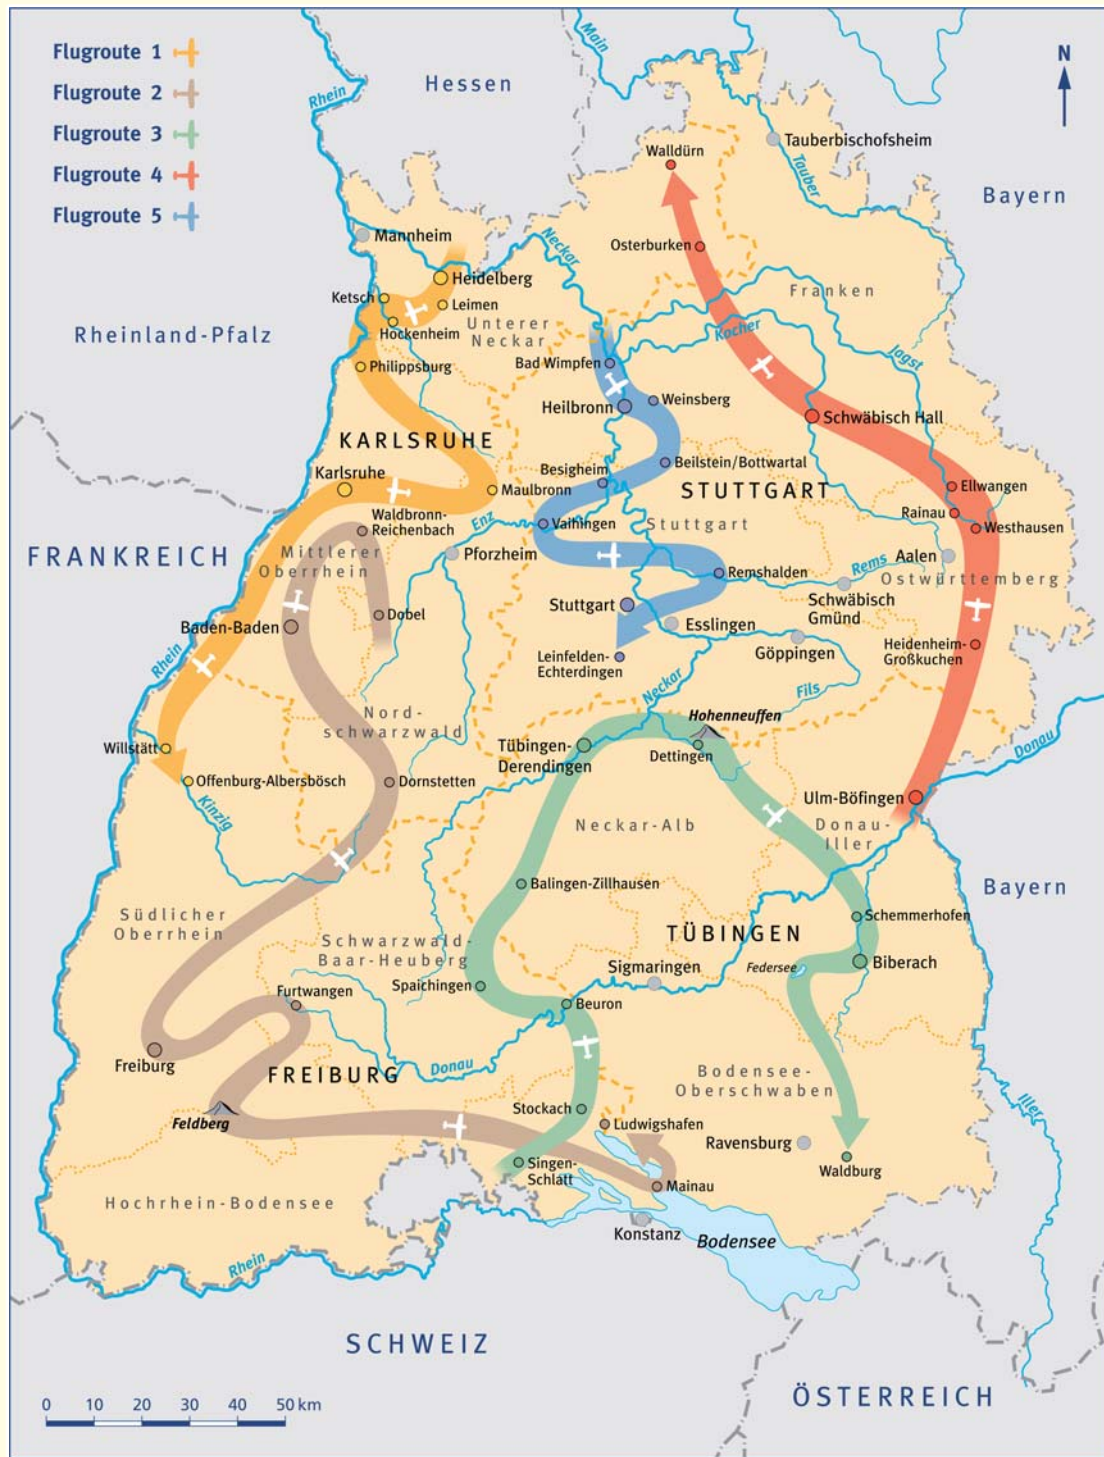 Flugroute 1
Flugroute 2
Flugroute 3
Flugroute 4
Flugroute 5
Main
N
Hessen
Rhein
Tauberbischofsheim
Walldürn
Tauber
Bayern
Mannheim
Neckar
Osterburken
Heidelberg
Ketsch
Leimen
Franken
Hockenheim
Unterer
Neckar
Rheinland-Pfalz
Kocher
Jagst
Philippsburg
Bad Wimpfen
Weinsberg
Heilbronn
Schwäbisch Hall
KARLSRUHE
Beilstein/Bottwartal
Karlsruhe
Besigheim
Maulbronn
STUTTGART
Ellwangen
Rainau
Westhausen
Waldbronn-
Reichenbach
Enz
Vaihingen
Stuttgart
FRANKREICH
Mittlerer
Oberrhein
Pforzheim
Aalen
Rems
Remshalden
Ostwürttemberg
Schwäbisch
Gmünd
Stuttgart
Dobel
Baden-Baden
Esslingen
Göppingen
Heidenheim-
Großkuchen
Rhein
Leinfelden-
Echterdingen
Neckar
Fils
Nord-
schwarzwald
Hohenneuffen
Donau
Willstätt
Tübingen-
Derendingen
Dettingen
Offenburg-Albersbösch
Dornstetten
Kinzig
Ulm-Böfingen
Neckar-Alb
Donau-
Iller
Balingen-Zillhausen
Bayern
Südlicher
Oberrhein
Schemmerhofen
TÜBINGEN
Schwarzwald-
Baar-Heuberg
Sigmaringen
Federsee
Biberach
Furtwangen
Spaichingen
Beuron
Freiburg
FREIBURG
Donau
Bodensee-
Oberschwaben
Stockach
Iller
Feldberg
Ludwigshafen
Ravensburg
Singen-
Schlatt
Waldburg
Mainau
Hochrhein-Bodensee
Konstanz
Bodensee
Rhein
SCHWEIZ
ÖSTERREICH
0 10 20 30 40 50 km